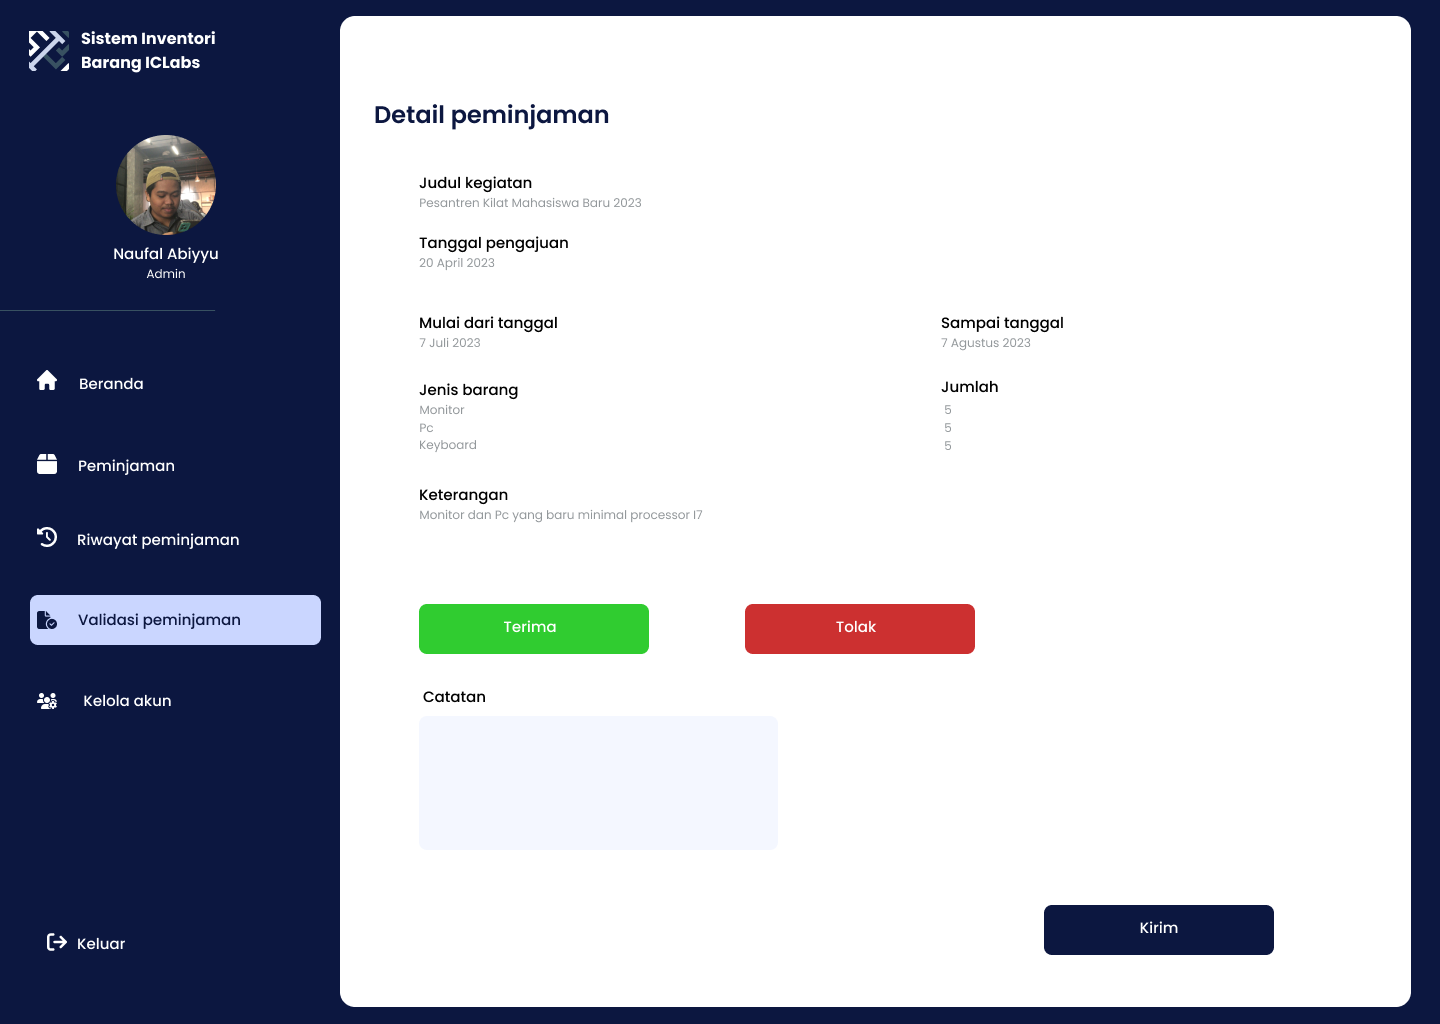 Sistem Inventori
Barang ICLabs
Naufal Abiyyu
Admin
Beranda
Peminjaman
Riwayat peminjaman
Validasi peminjaman
Kelola akun
Keluar
Detail peminjaman
Judul kegiatan
Pesantren Kilat Mahasiswa Baru 2023
Tanggal pengajuan
20 April 2023
Mulai dari tanggal
7 Juli 2023
Sampai tanggal
7 Agustus 2023
Jenis barang
Monitor
Pc
Keyboard
Jumlah
5
5
5
Keterangan
Monitor dan Pc yang baru minimal processor I7
Terima
Tolak
Catatan
Kirim